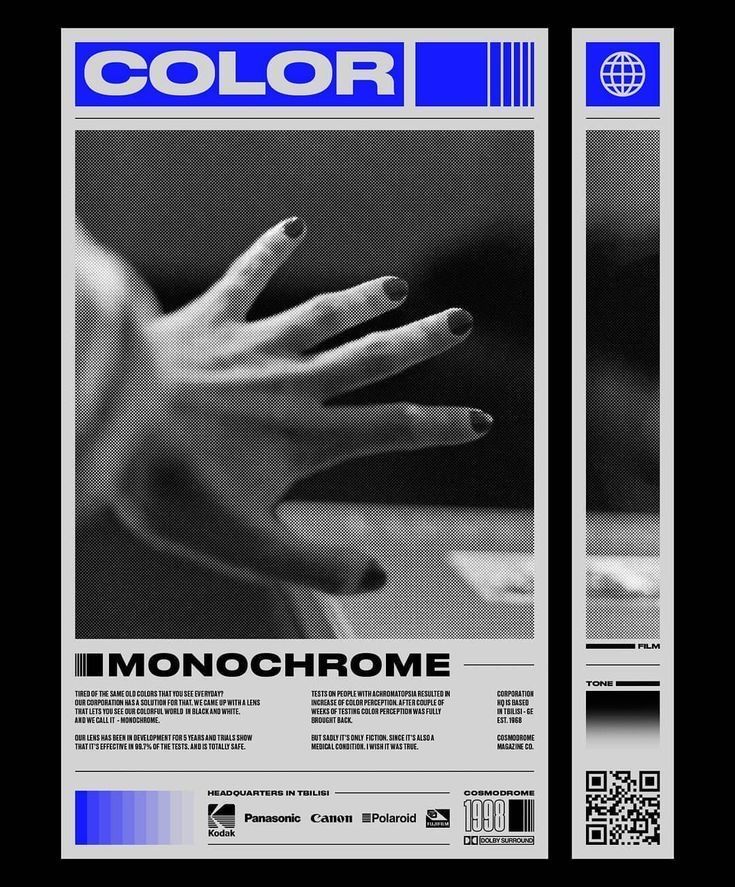 COLOR
MONOCHROME
TIRED OF THE SAME OLD COLORS THAT YOU SEE EVERYDAY?
OUR CORPORATION HAS A SOLUTION FOR THAT. WE CAME UP WITH A LENS
THAT LETS YOU SEE OUR COLORFUL WORLD IN BLACK AND WHITE.
AND WE CALL IT - MONOCHROME.
OUR LENS HAS BEEN IN DEVELOPMENT FOR 5 YEARS AND TRIALS SHOW
THAT IT'S EFFECTIVE IN 99.7% OF THE TESTS. AND IS TOTALLY SAFE.
TESTS ON PEOPLE WITH ACHROMATOPSIA RESULTED IN
INCREASE OF COLOR PERCEPTION. AFTER COUPLE OF
WEEKS OF TESTING COLOR PERCEPTION WAS FULLY
BROUGHT BACK.
BUT SADLY IT'S ONLY FICTION. SINCE IT'S ALSO A
MEDICAL CONDITION. I WISH IT WAS TRUE.
CORPORATION
HQ IS BASED
IN TBILISI - GE
EST. 1968
COSMODROME
MAGAZINE CO.
HEADQUARTERS IN TBILISI
Kodak
Panasonic
Canon
Polaroid
FUJIFILM
COSMODROME
1998
DOLBY SURROUND
FILM
TONE